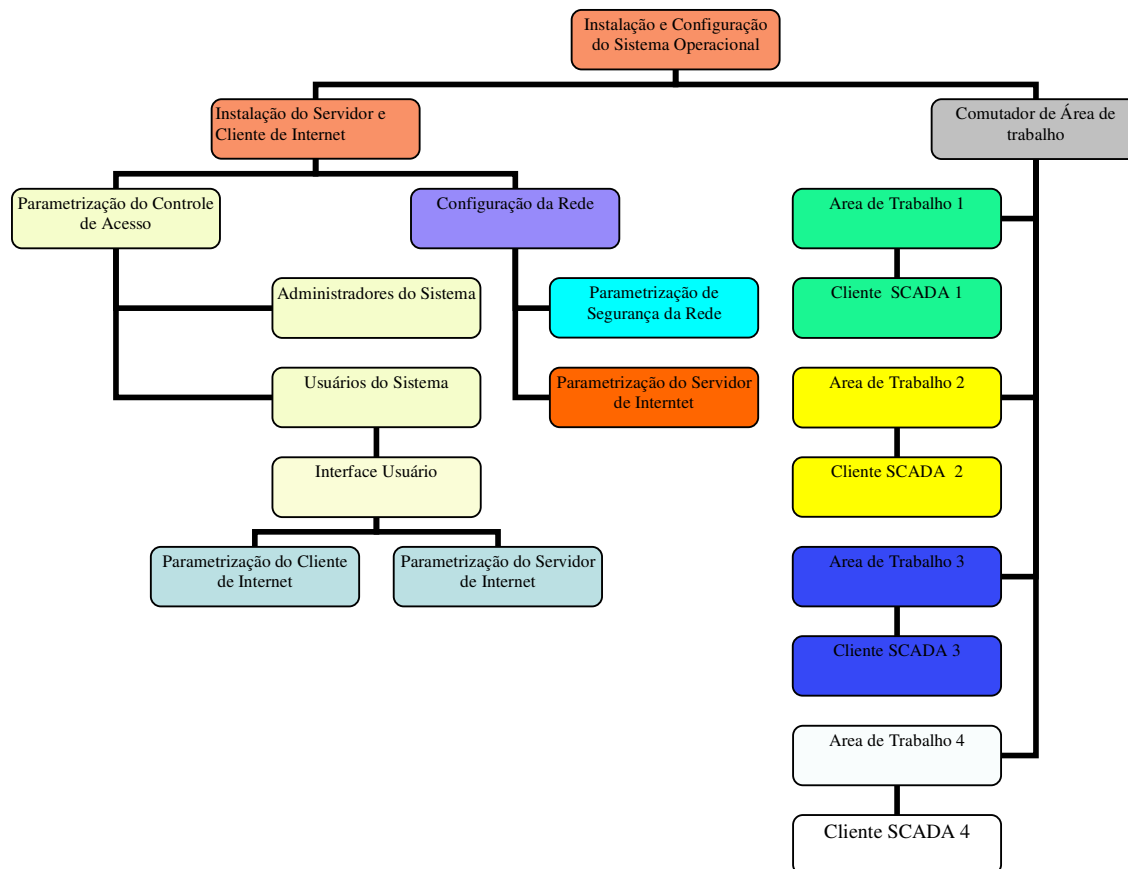 Instalação e Configuração
do Sistema Operacional
Instalação do Servidor e
Cliente de Internet
Comutador de Área de
trabalho
Parametrização do Controle
de Acesso
Configuração da Rede
Area de Trabalho 1
Administradores do Sistema
Parametrização de
Segurança da Rede
Cliente  SCADA 1
Usuários do Sistema
Parametrização do Servidor
de Interntet
Area de Trabalho 2
Interface Usuário
Cliente SCADA  2
Parametrização do Cliente
de Internet
Parametrização do Servidor
de Internet
Area de Trabalho 3
Cliente SCADA 3
Area de Trabalho 4
Cliente SCADA 4